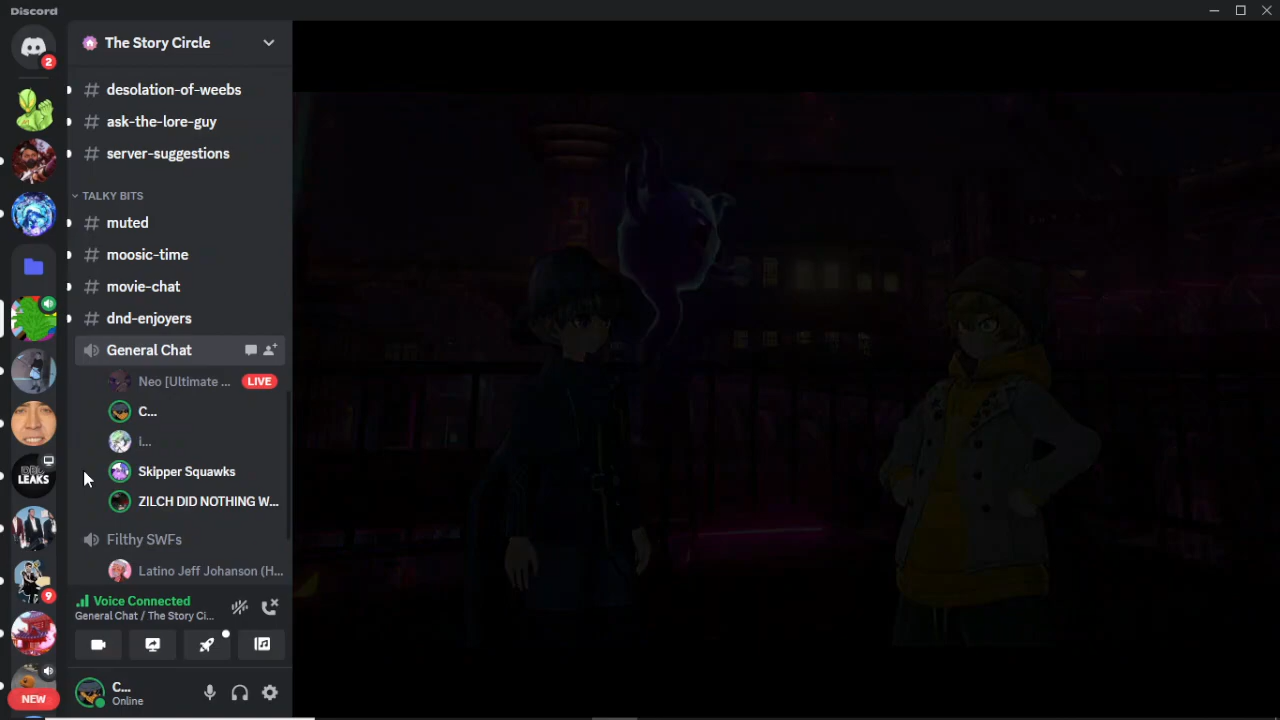 Discord
2
The Story Circle
desolation-of-weebs
ask-the-lore-guy
server-suggestions
TALKY BITS
muted
moosic-time
movie-chat
dnd-enjoyers
General Chat
Neo [Ultimate ...
LIVE
C...
i...
LEAKS
Skipper Squawks
ZILCH DID NOTHING W...
Filthy SWFs
Latino Jeff Johanson (H...
9
Voice Connected
General Chat / The Story Ci...
NEW
C...
Online